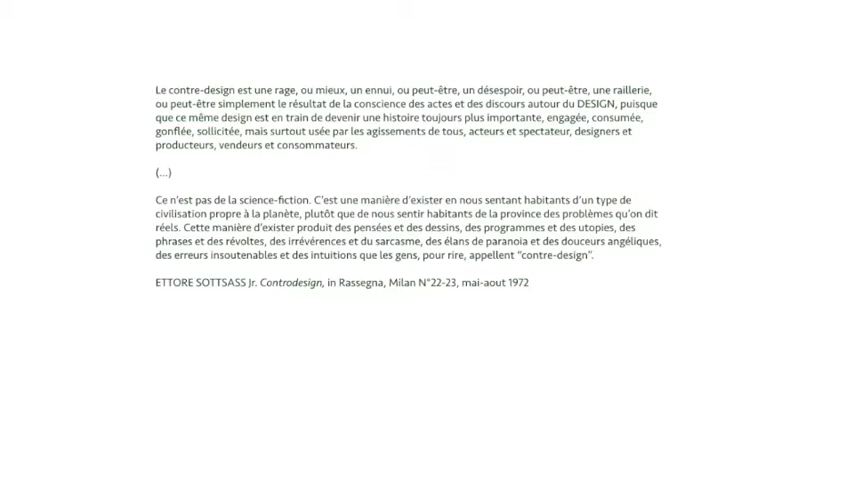 Le contre-design est une rage, ou mieux, un ennui, ou peut-être, un désespoir, ou peut-être, une raillerie,
ou peut-être simplement le résultat de la conscience des actes et des discours autour du DESIGN, puisque
que ce même design est en train de devenir une histoire toujours plus importante, engagée, consumée,
gonflée, sollicitée, mais surtout usée par les agissements de tous, acteurs et spectateur, designers et
producteurs, vendeurs et consommateurs.
(...)
Ce n'est pas de la science-fiction. C'est une manière d'exister en nous sentant habitants d'un type de
civilisation propre à la planète, plutôt que de nous sentir habitants de la province des problèmes qu'on dit
réels. Cette manière d'exister produit des pensées et des dessins, des programmes et des utopies, des
phrases et des révoltes, des irrévérences et du sarcasme, des élans de paranoia et des douceurs angéliques,
des erreurs insoutenables et des intuitions que les gens, pour rire, appellent "contre-design".
ETTORE SOTTSASS Jr. Controdesign, in Rassegna, Milan N°22-23, mai-aout 1972